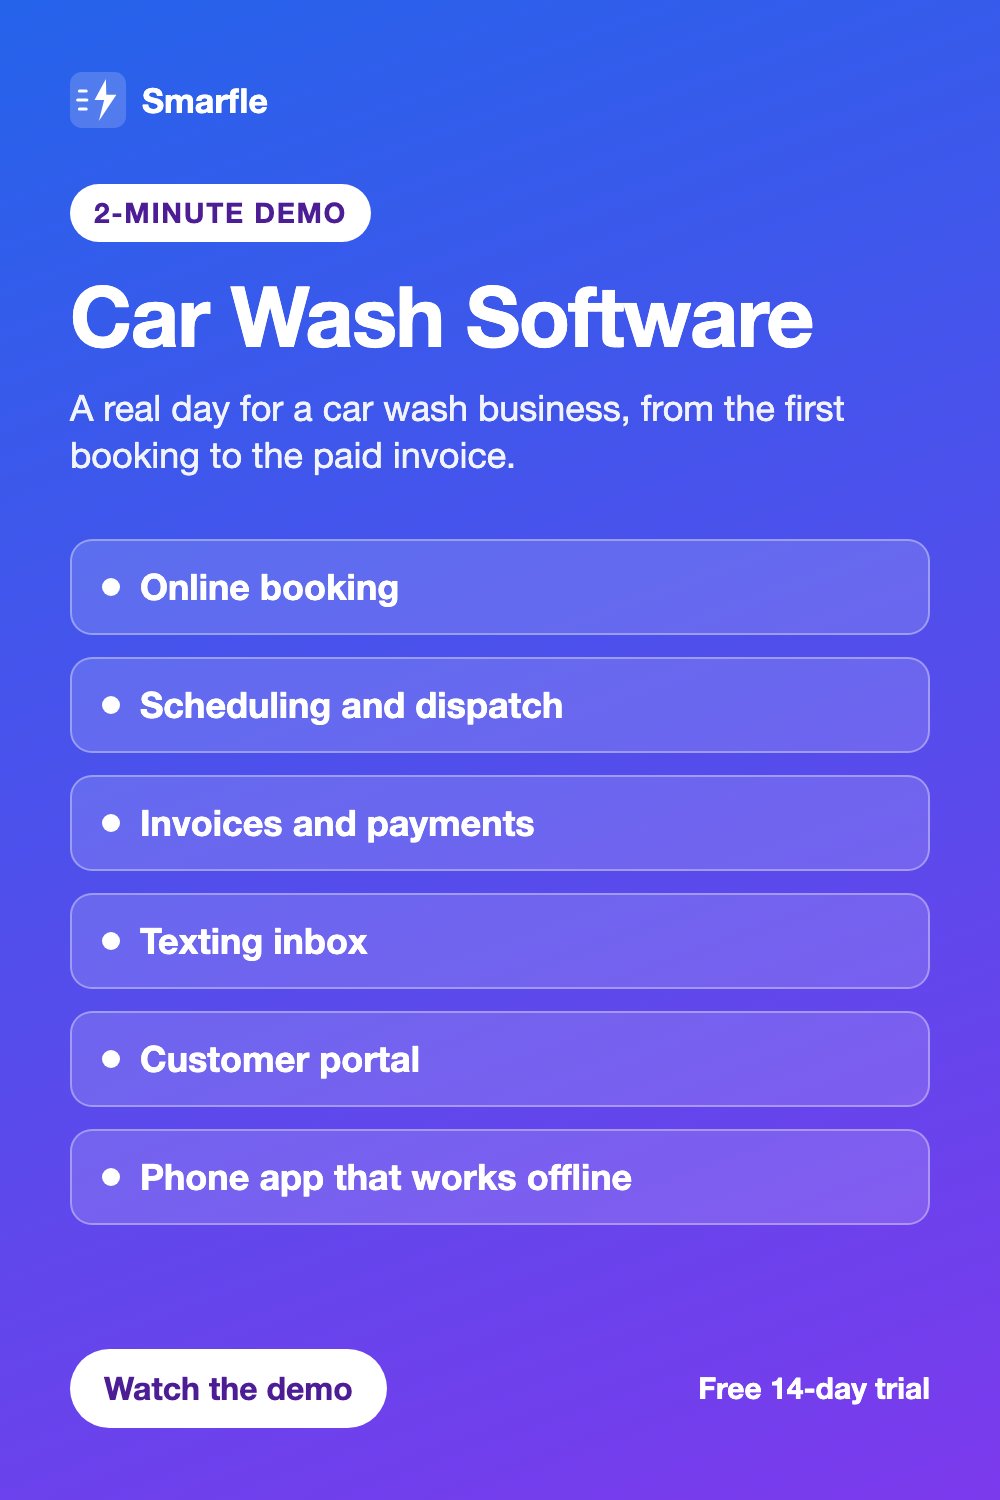 Smarfle
2-MINUTE DEMO
Car Wash Software
A real day for a car wash business, from the first
booking to the paid invoice.
Online booking
Scheduling and dispatch
Invoices and payments
Texting inbox
Customer portal
Phone app that works offline
Watch the demo
Free 14-day trial